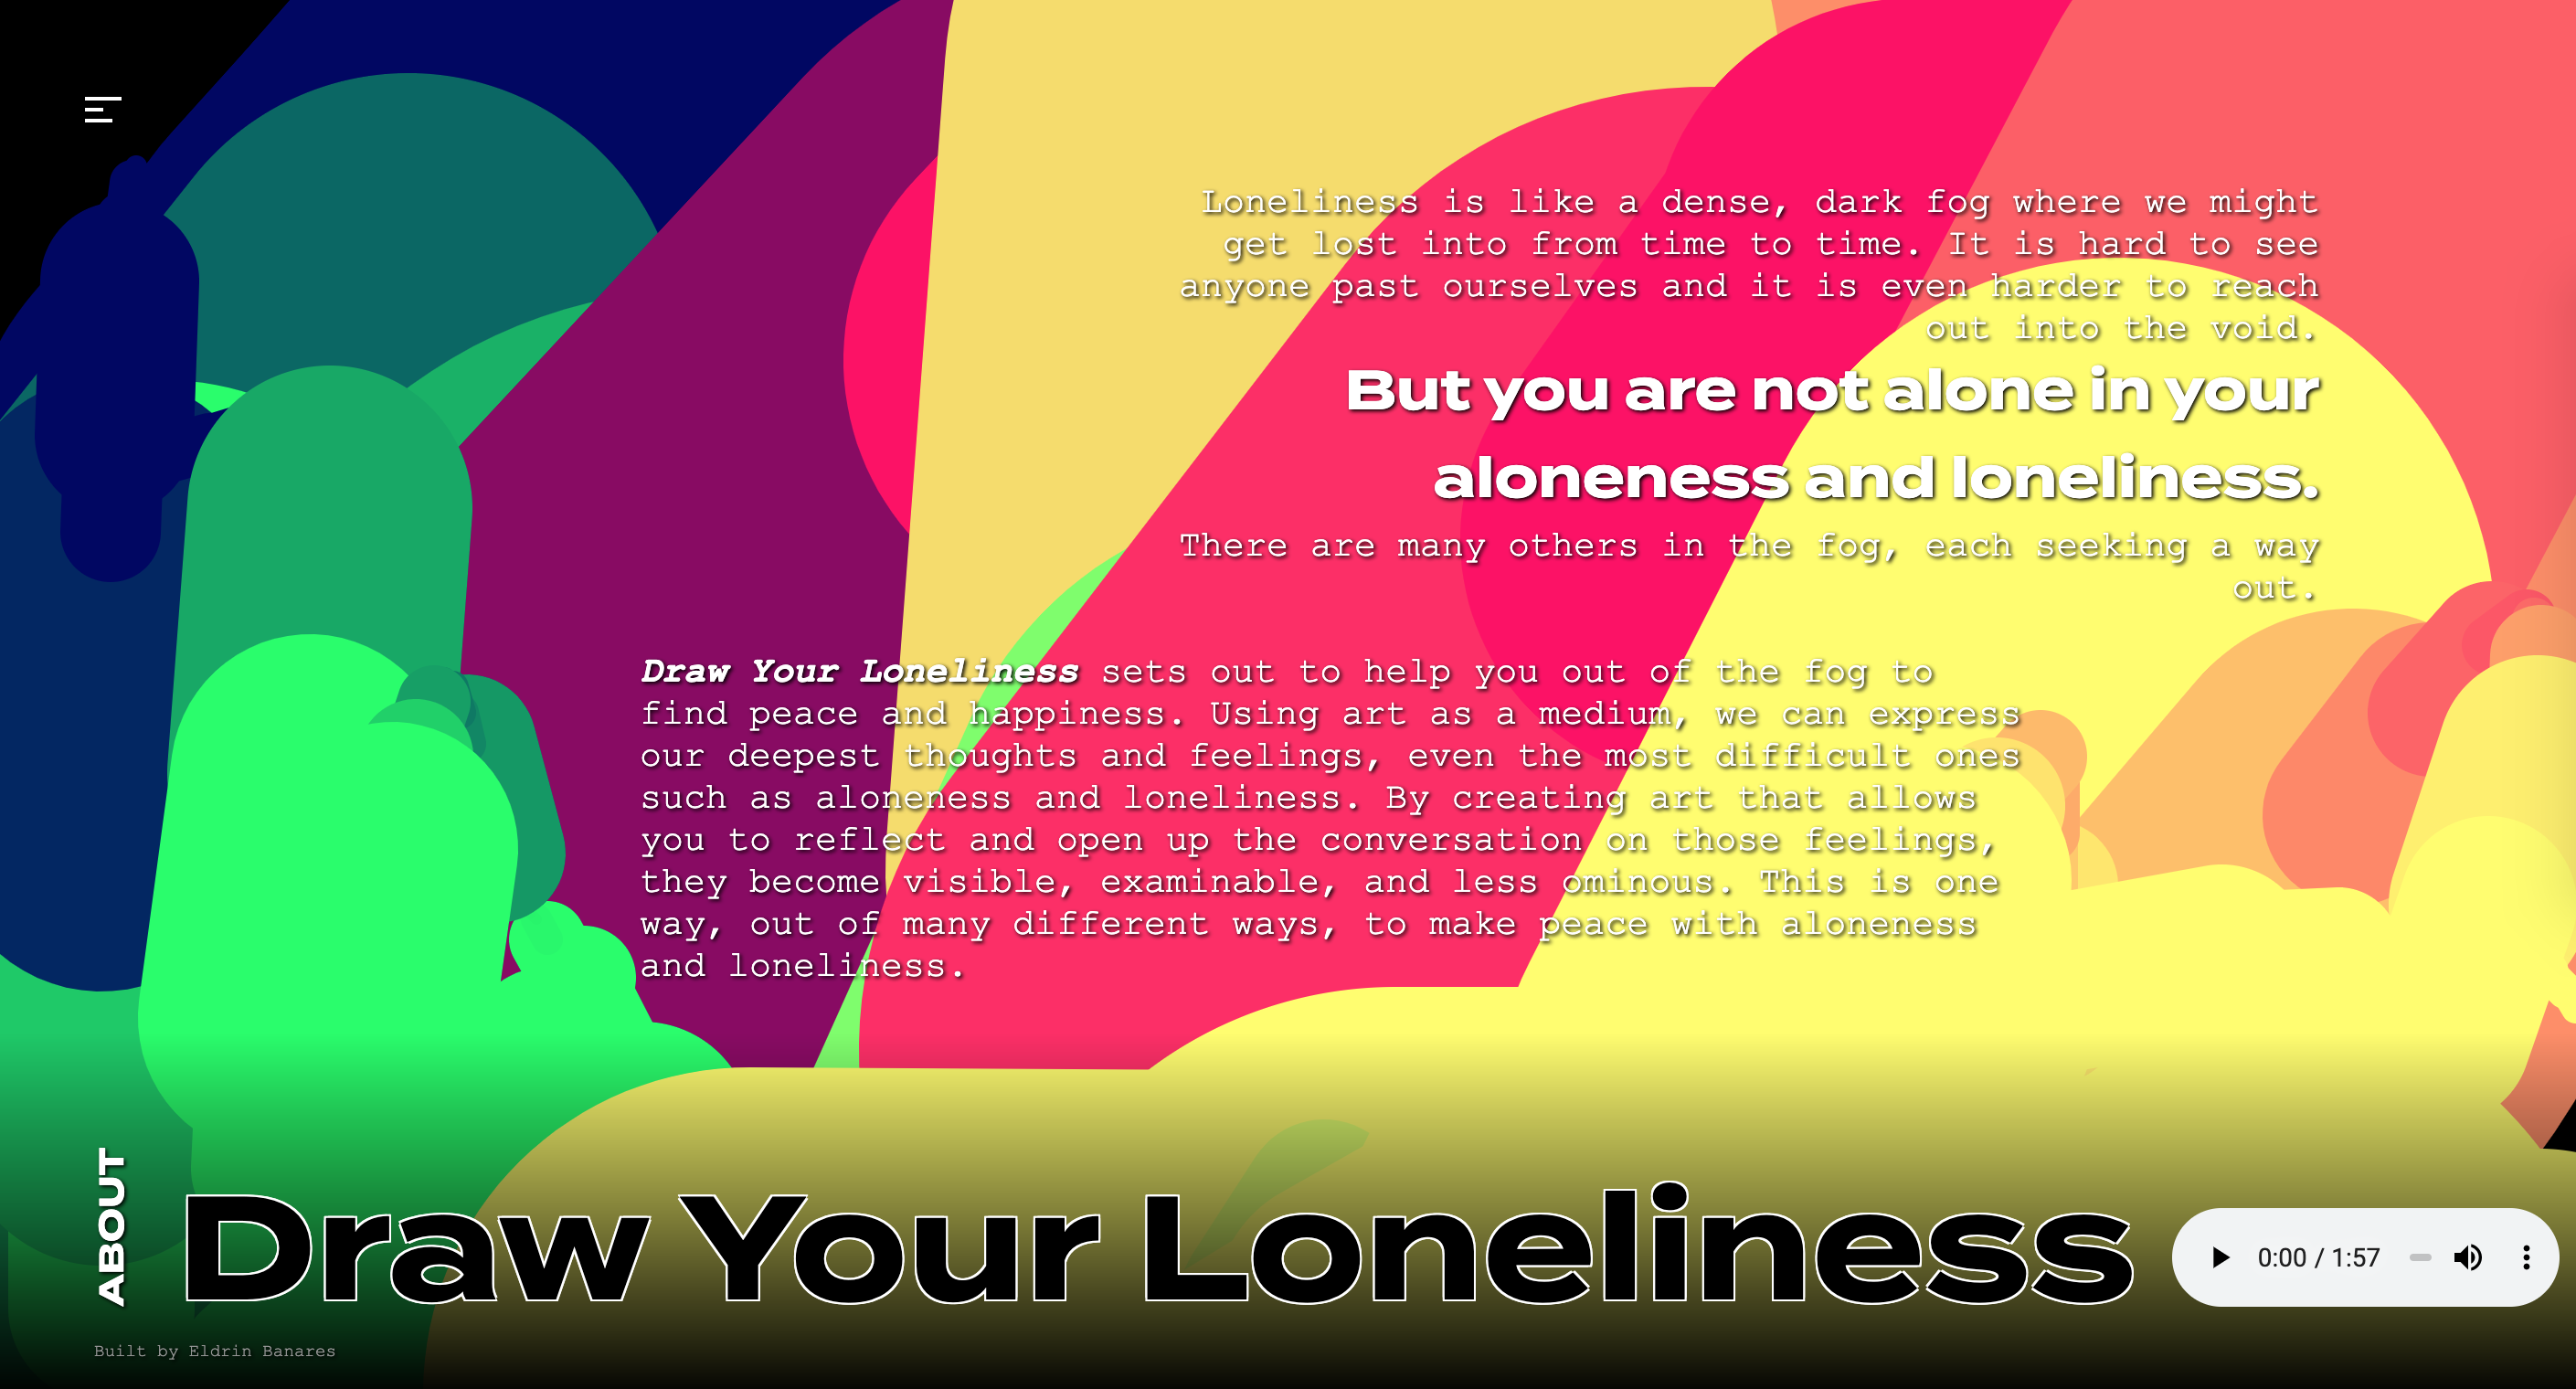 Loneliness is like a dense, dark fog where we might
get lost into from time to time. It is hard to see
anyone past ourselves and it is even harder to reach
out into the void.
But you are not alone in your
aloneness and loneliness.
There are many others in the fog, each seeking a way
out.
Draw Your Loneliness sets out to help you out of the fog to
find peace and happiness. Using art as a medium, we can express
our deepest thoughts and feelings, even the most difficult ones
such as aloneness and loneliness. By creating art that allows
you to reflect and open up the conversation on those feelings,
they become visible, examinable, and less ominous. This is one
way, out of many different ways, to make peace with aloneness
and loneliness.
ABOUT
Draw Your Loneliness
0:00 / 1:57
Built by Eldrin Banares